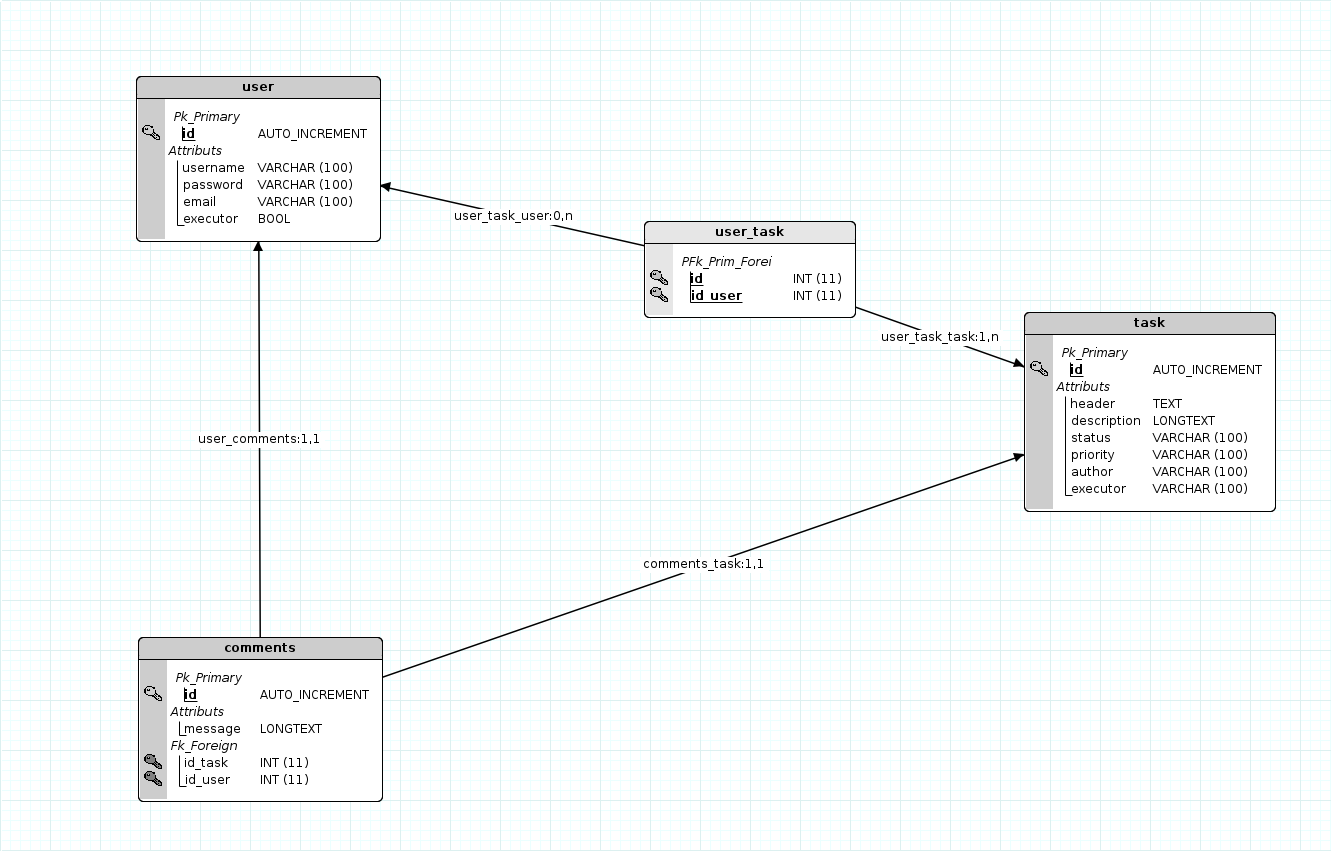 user
Pk_Primary
id AUTO_INCREMENT
Attributs
username VARCHAR (100)
password VARCHAR (100)
email VARCHAR (100)
executor BOOL
user_task_user:0,n
user_task
PFk_Prim_Forei
id INT (11)
id_user INT (11)
user_task_task:1,n
task
Pk_Primary
id AUTO_INCREMENT
Attributs
header TEXT
description LONGTEXT
status VARCHAR (100)
priority VARCHAR (100)
author VARCHAR (100)
executor VARCHAR (100)
user_comments:1,1
comments_task:1,1
comments
Pk_Primary
id AUTO_INCREMENT
Attributs
message LONGTEXT
Fk_Foreign
id_task INT (11)
id_user INT (11)